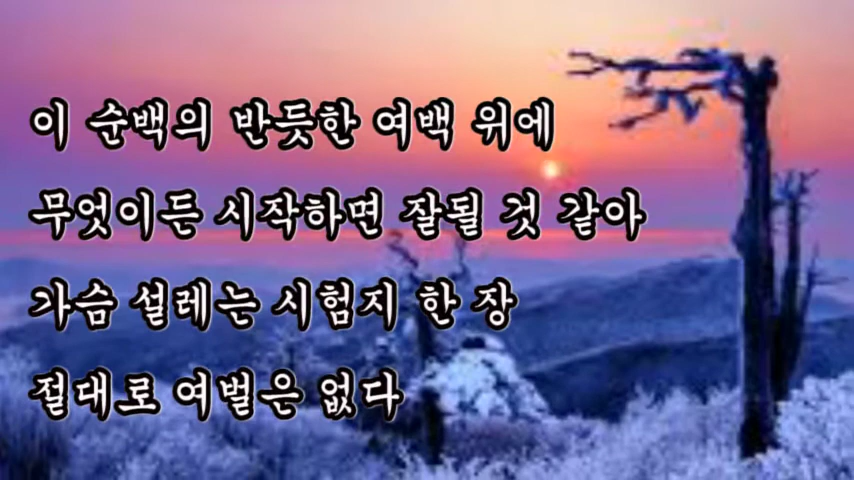 이 순백의 반듯한 여백 위에
무엇이든 시작하면 잘될 것 같아
가슴 설레는 시험지 한 장
절대로 여벌은 없다